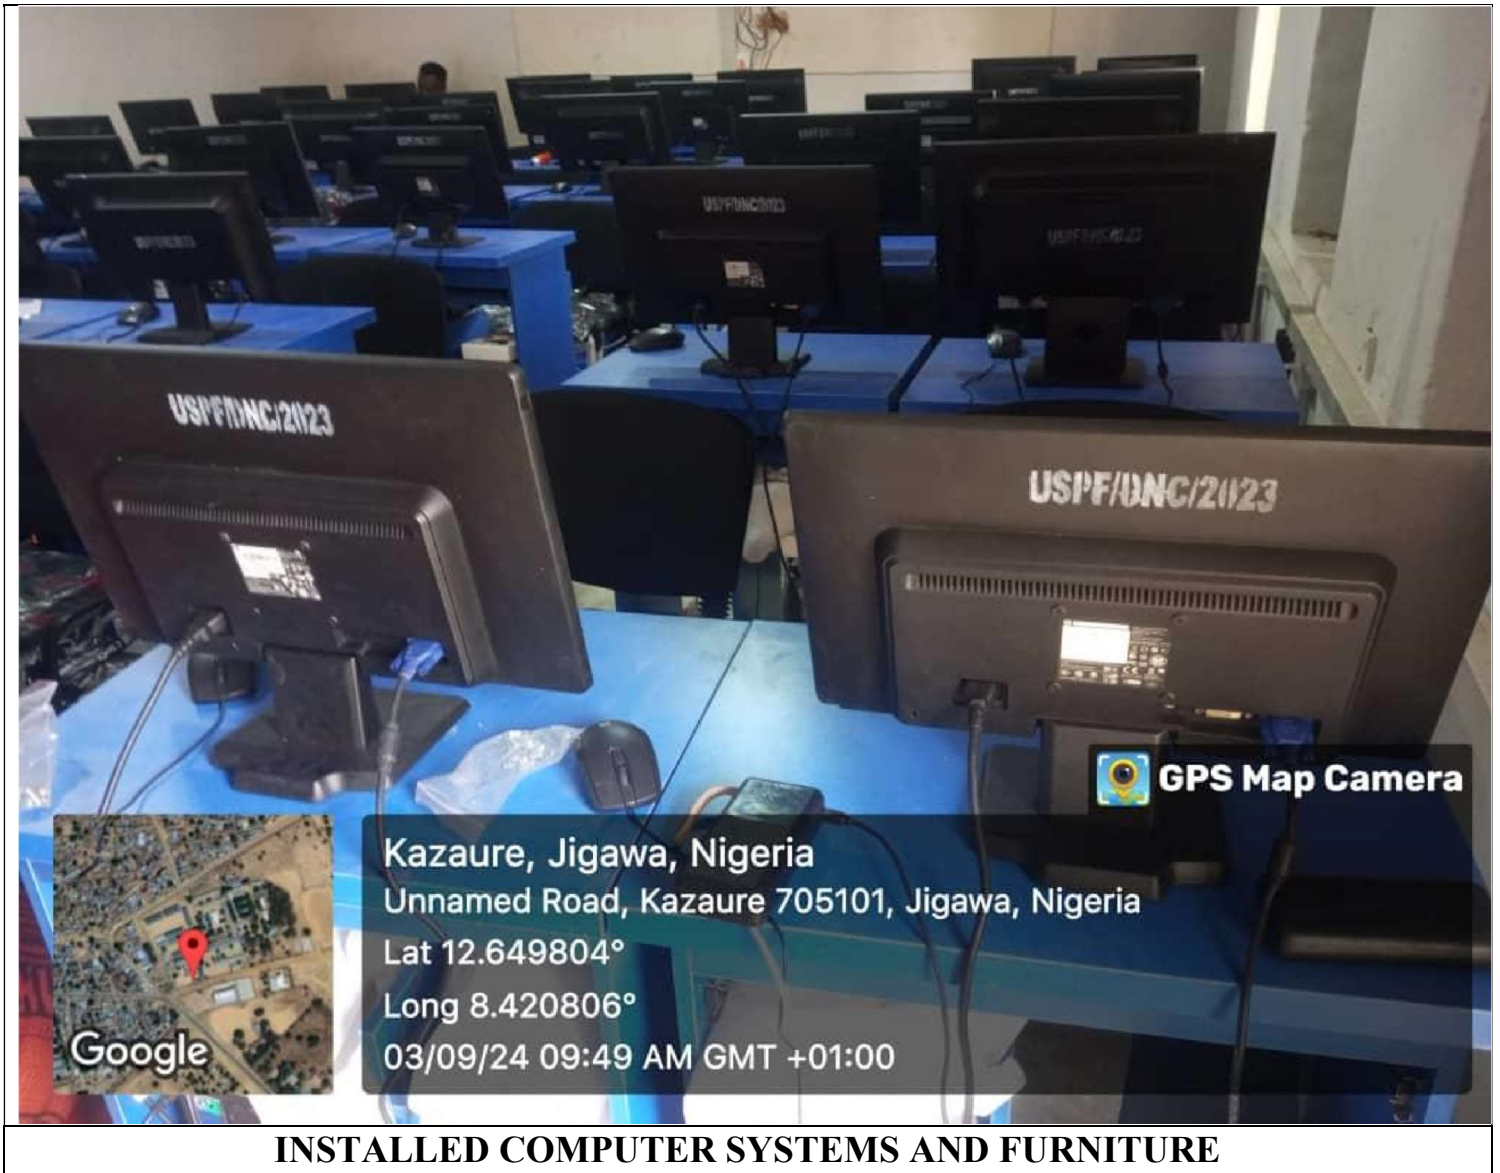 USPF/DNC/2023
USPF/DNC/2023
USPF/DNC/2023
GPS Map Camera
Kazaure, Jigawa, Nigeria
Unnamed Road, Kazaure 705101, Jigawa, Nigeria
Lat 12.649804°
Long 8.420806°
03/09/24 09:49 AM GMT +01:00
Google
INSTALLED COMPUTER SYSTEMS AND FURNITURE